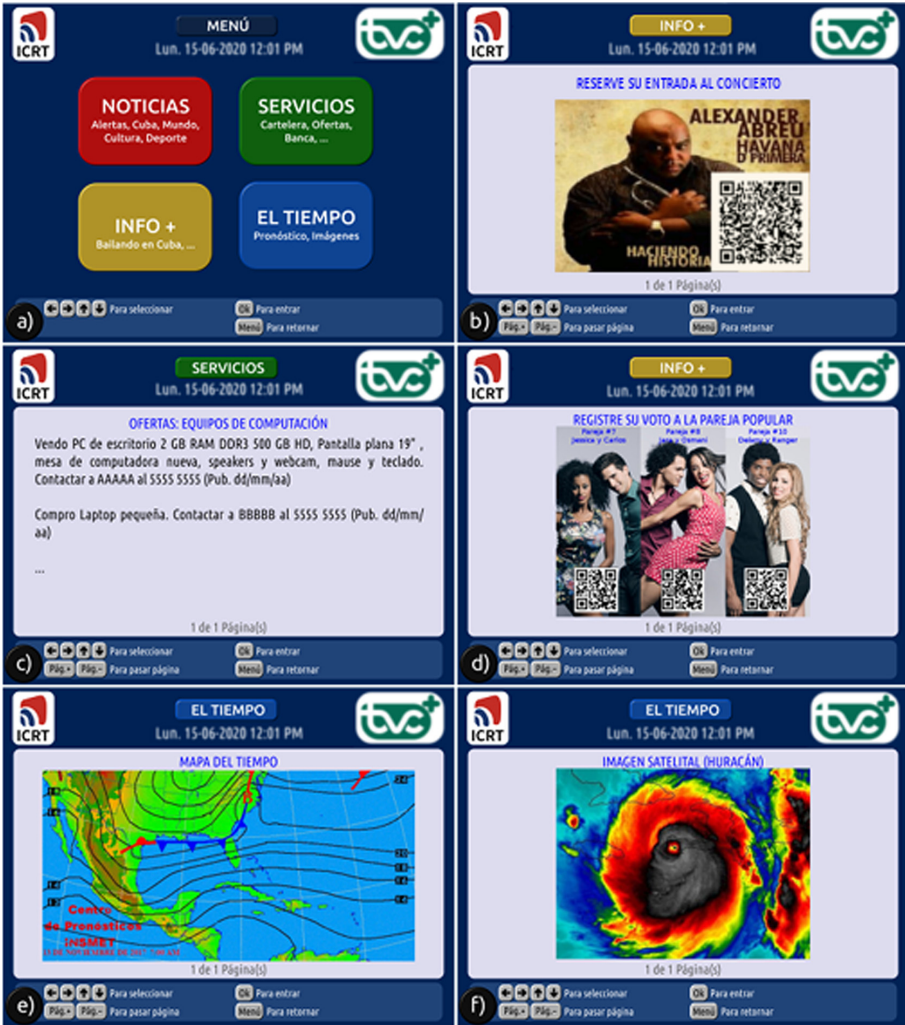 ICRT
MENÚ
tvc+
Lun. 15-06-2020 12:01 PM
NOTICIAS
Alertas, Cuba, Mundo,
Cultura, Deporte
SERVICIOS
Cartelera, Ofertas,
Banca, ...
INFO +
Bailando en Cuba, ...
EL TIEMPO
Pronóstico, Imágenes
Para seleccionar
Ok Para entrar
Menú Para retornar
a)
ICRT
INFO +
tvc+
Lun. 15-06-2020 12:01 PM
RESERVE SU ENTRADA AL CONCIERTO
ALEXANDER
ABREU
HAVANA
D'PRIMERA
HACIENDO
HISTORIA
1 de 1 Página(s)
Para seleccionar
Ok Para entrar
Pág.+ Pág.- Para pasar página
Menú Para retornar
b)
ICRT
SERVICIOS
tvc+
Lun. 15-06-2020 12:01 PM
OFERTAS: EQUIPOS DE COMPUTACIÓN
Vendo PC de escritorio 2 GB RAM DDR3 500 GB HD, Pantalla plana 19" ,
mesa de computadora nueva, speakers y webcam, mause y teclado.
Contactar a AAAAA al 5555 5555 (Pub. dd/mm/aa)
Compro Laptop pequeña. Contactar a BBBBB al 5555 5555 (Pub. dd/mm/
aa)
...
1 de 1 Página(s)
Para seleccionar
Ok Para entrar
Pág.+ Pág.- Para pasar página
Menú Para retornar
c)
ICRT
INFO +
tvc+
Lun. 15-06-2020 12:01 PM
REGISTRE SU VOTO A LA PAREJA POPULAR
Pareja #7
Jessica y Carlos
Pareja #8
y Osmani
Pareja #10
y Ranger
1 de 1 Página(s)
Para seleccionar
Ok Para entrar
Pág.+ Pág.- Para pasar página
Menú Para retornar
d)
ICRT
EL TIEMPO
tvc+
Lun. 15-06-2020 12:01 PM
MAPA DEL TIEMPO
Centro
de Pronósticos
INSMET
1 de 1 Página(s)
Para seleccionar
Ok Para entrar
Pág.+ Pág.- Para pasar página
Menú Para retornar
e)
ICRT
EL TIEMPO
tvc+
Lun. 15-06-2020 12:01 PM
IMAGEN SATELITAL (HURACÁN)
1 de 1 Página(s)
Para seleccionar
Ok Para entrar
Pág.+ Pág.- Para pasar página
Menú Para retornar
f)